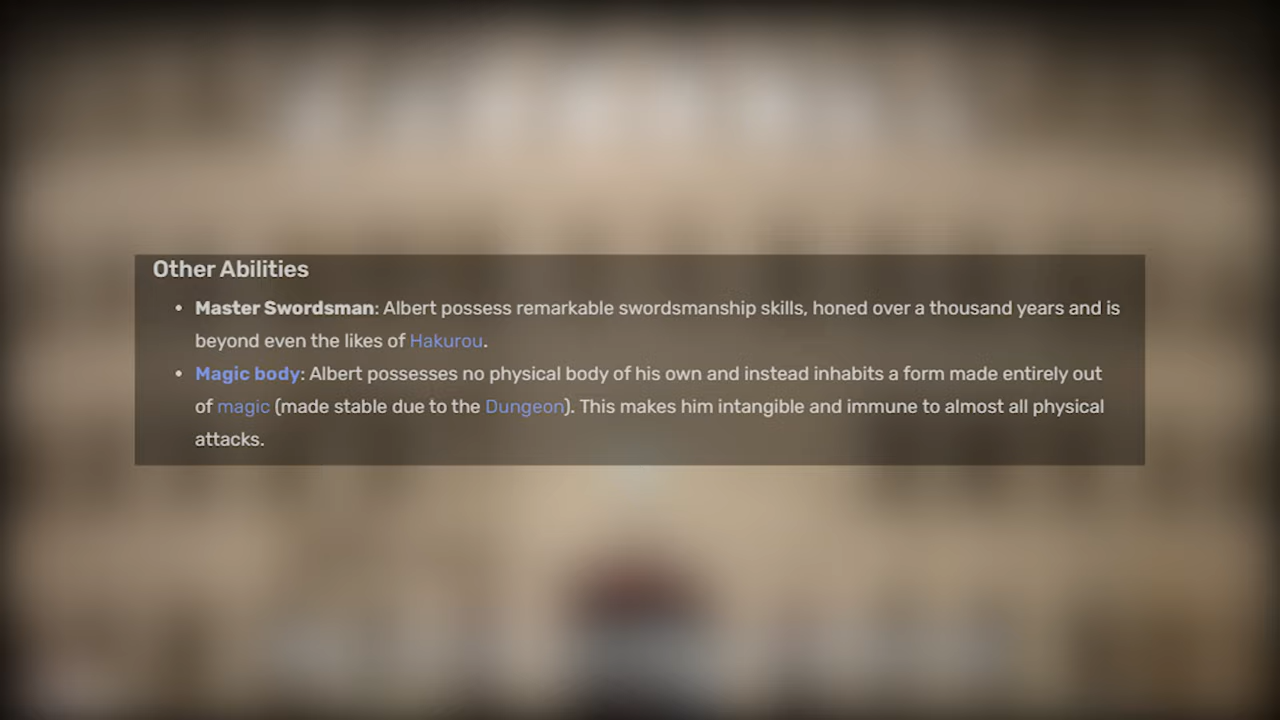 Other Abilities
• Master Swordsman: Albert possess remarkable swordsmanship skills, honed over a thousand years and is
beyond even the likes of Hakurou.
• Magic body: Albert possesses no physical body of his own and instead inhabits a form made entirely out
of magic (made stable due to the Dungeon). This makes him intangible and immune to almost all physical
attacks.